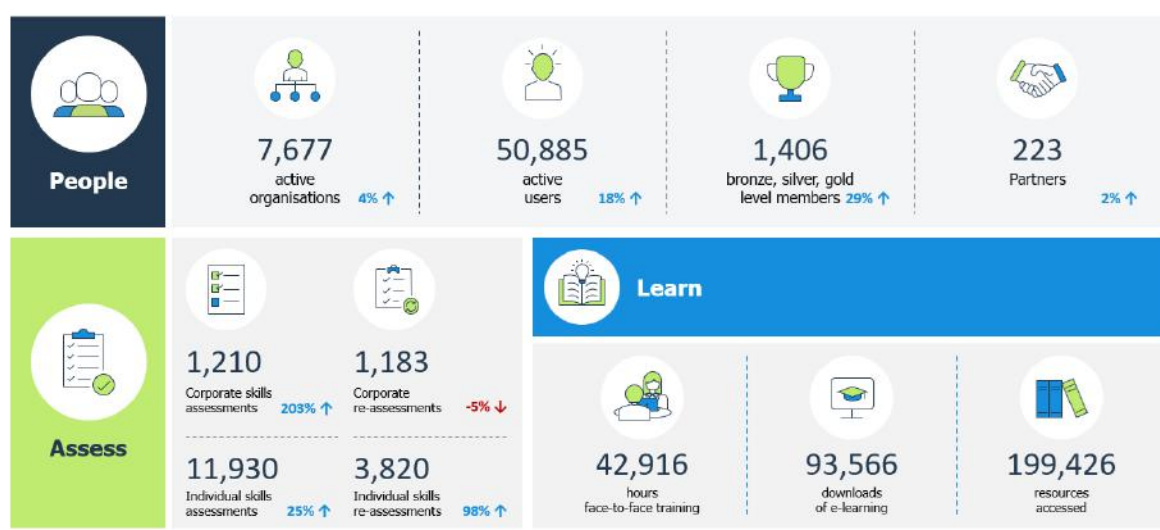 People
7,677
active
organisations 4% ↑
50,885
active
users 18% ↑
1,406
bronze, silver, gold
level members 29% ↑
223
Partners
2% ↑
Assess
1,210
Corporate skills
assessments 203% ↑
1,183
Corporate
re-assessments -5% ↓
11,930
Individual skills
assessments 25% ↑
3,820
Individual skills
re-assessments 98% ↑
Learn
42,916
hours
face-to-face training
93,566
downloads
of e-learning
199,426
resources
accessed